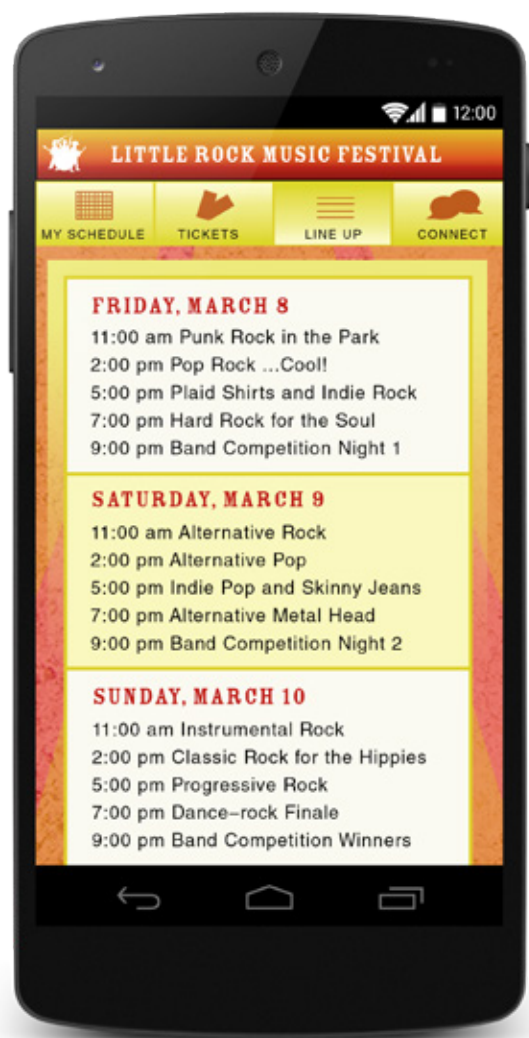 12:00
LITTLE ROCK MUSIC FESTIVAL
MY SCHEDULE TICKETS LINE UP CONNECT
FRIDAY, MARCH 8
11:00 am Punk Rock in the Park
2:00 pm Pop Rock ...Cool!
5:00 pm Plaid Shirts and Indie Rock
7:00 pm Hard Rock for the Soul
9:00 pm Band Competition Night 1
SATURDAY, MARCH 9
11:00 am Alternative Rock
2:00 pm Alternative Pop
5:00 pm Indie Pop and Skinny Jeans
7:00 pm Alternative Metal Head
9:00 pm Band Competition Night 2
SUNDAY, MARCH 10
11:00 am Instrumental Rock
2:00 pm Classic Rock for the Hippies
5:00 pm Progressive Rock
7:00 pm Dance–rock Finale
9:00 pm Band Competition Winners